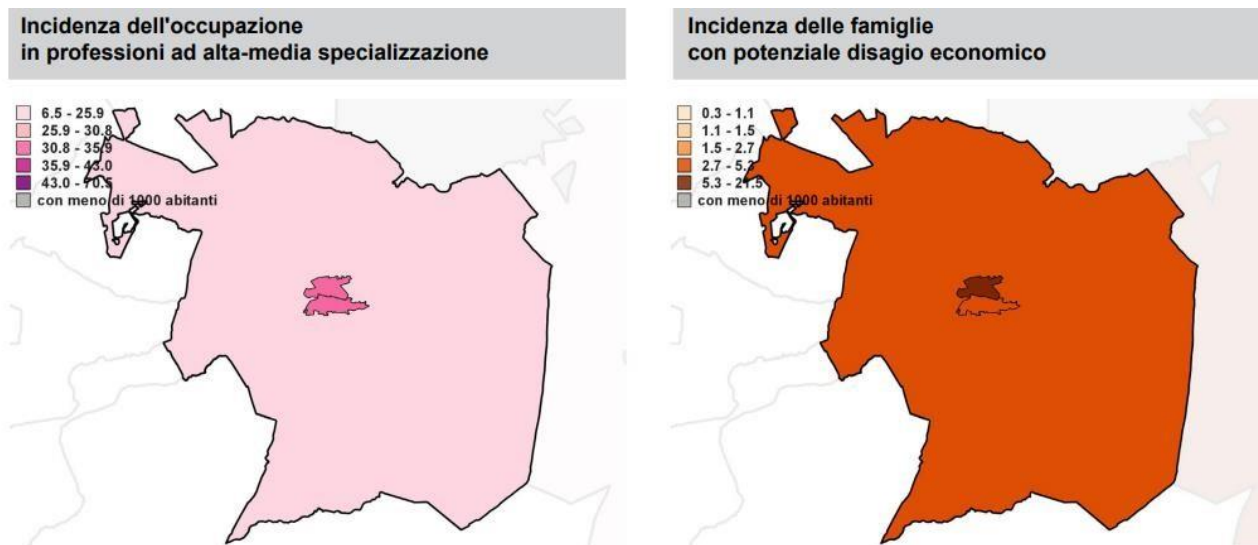 Incidenza dell'occupazione
in professioni ad alta-media specializzazione
6.5 - 25.9
25.9 - 30.8
30.8 - 35.9
35.9 - 43.0
43.0 - 70.5
con meno di 1000 abitanti
Incidenza delle famiglie
con potenziale disagio economico
0.3 - 1.1
1.1 - 1.5
1.5 - 2.7
2.7 - 5.3
5.3 - 21.5
con meno di 1000 abitanti